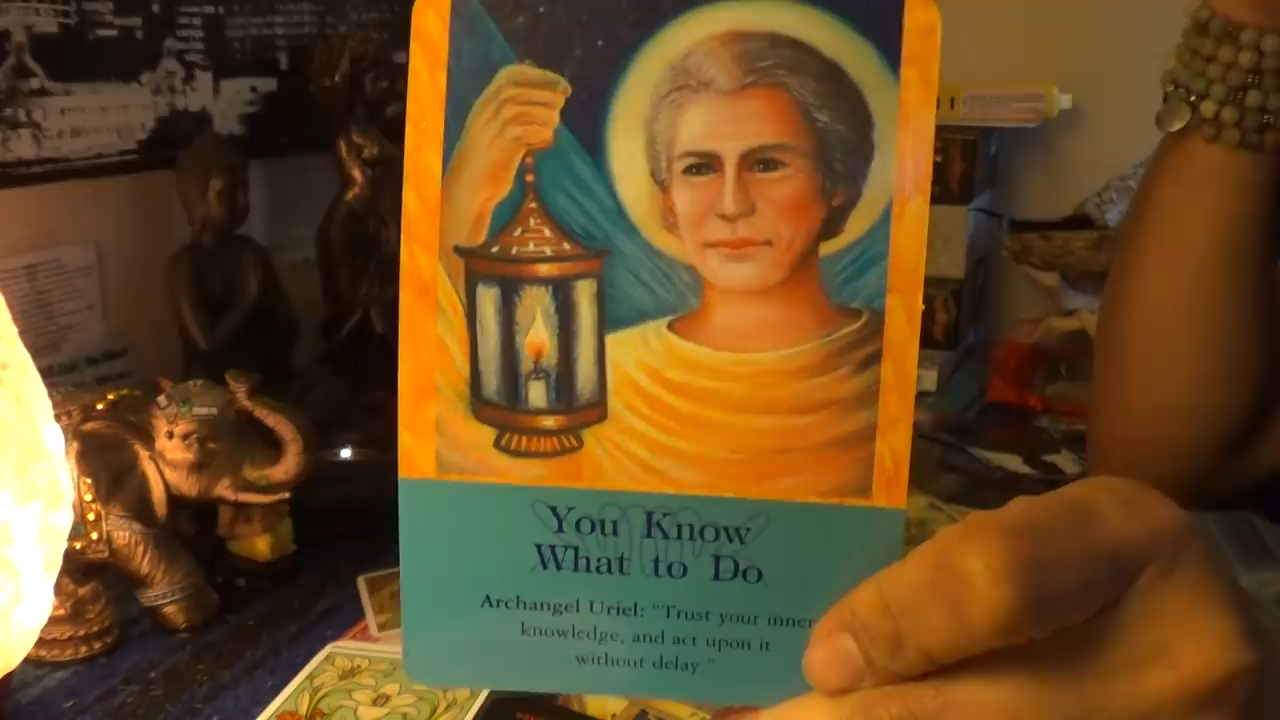 You Know
What to Do
Archangel Uriel: "Trust your inner
knowledge, and act upon it
without delay."